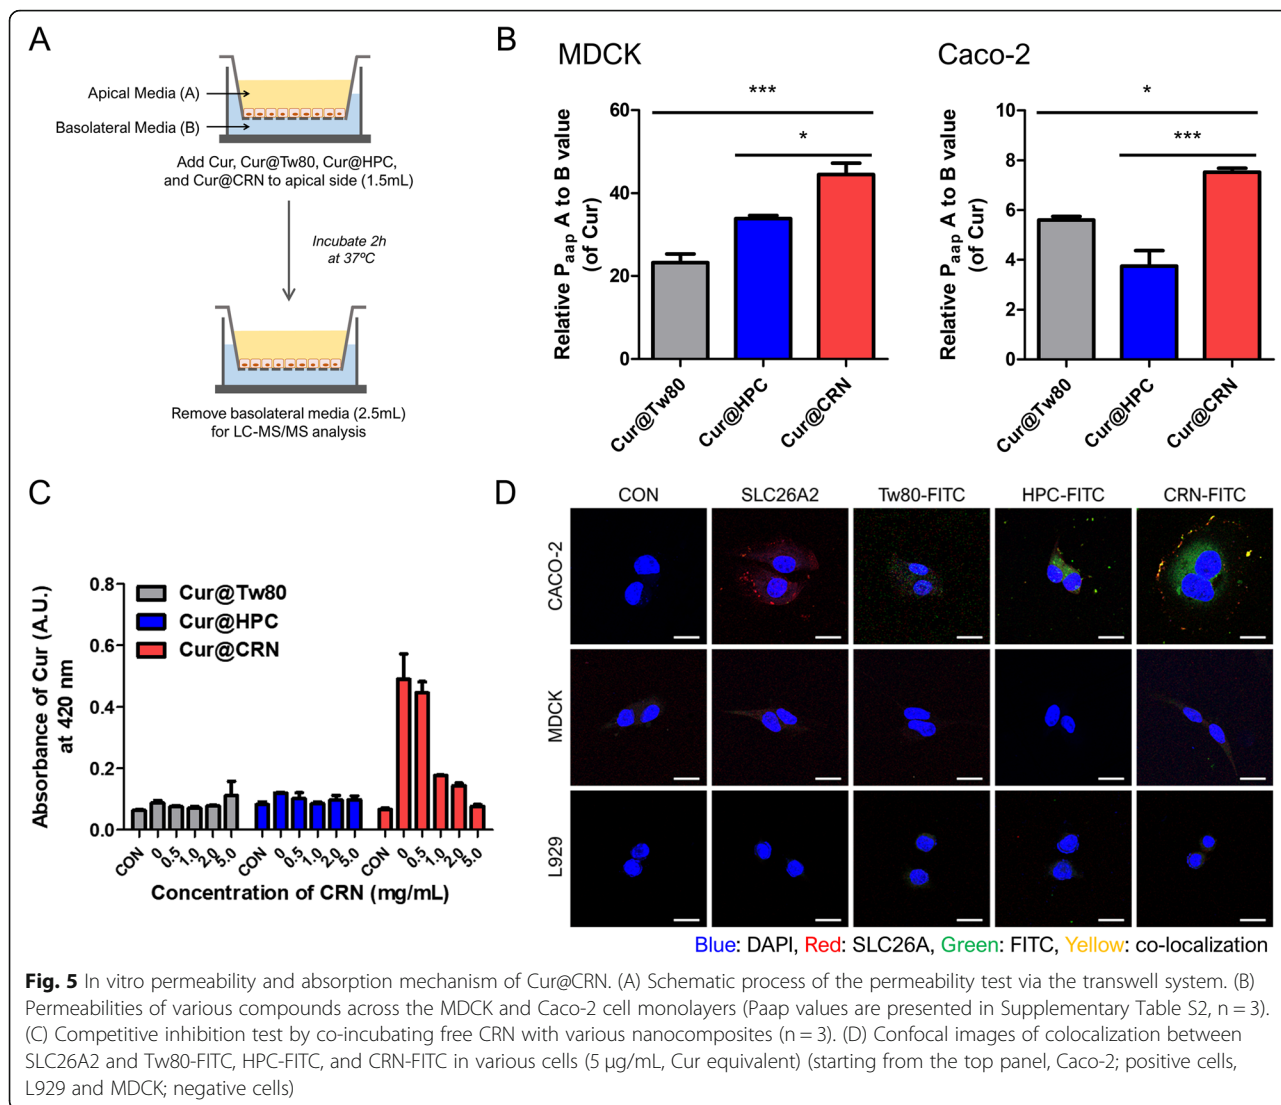 A
Apical Media (A)
Basolateral Media (B)
Add Cur, Cur@Tw80, Cur@HPC,
and Cur@CRN to apical side (1.5mL)
Incubate 2h
at 37ºC
Remove basolateral media (2.5mL)
for LC-MS/MS analysis
B
MDCK
Relative Paap A to B value
(of Cur)
60
40
20
0
***
*
Cur@Tw80
Cur@HPC
Cur@CRN
Caco-2
Relative Paap A to B value
(of Cur)
10
8
6
4
2
0
*
***
Cur@Tw80
Cur@HPC
Cur@CRN
C
Absorbance of Cur (A.U.)
at 420 nm
0.8
0.6
0.4
0.2
0.0
Cur@Tw80
Cur@HPC
Cur@CRN
CON 0 0.5 1.0 2.0 5.0 CON 0 0.5 1.0 2.0 5.0 CON 0 0.5 1.0 2.0 5.0
Concentration of CRN (mg/mL)
D
CON SLC26A2 Tw80-FITC HPC-FITC CRN-FITC
CACO-2
MDCK
L929
Blue: DAPI, Red: SLC26A, Green: FITC, Yellow: co-localization
Fig. 5 In vitro permeability and absorption mechanism of Cur@CRN. (A) Schematic process of the permeability test via the transwell system. (B)
Permeabilities of various compounds across the MDCK and Caco-2 cell monolayers (Paap values are presented in Supplementary Table S2, n = 3).
(C) Competitive inhibition test by co-incubating free CRN with various nanocomposites (n = 3). (D) Confocal images of colocalization between
SLC26A2 and Tw80-FITC, HPC-FITC, and CRN-FITC in various cells (5 μg/mL, Cur equivalent) (starting from the top panel, Caco-2; positive cells,
L929 and MDCK; negative cells)